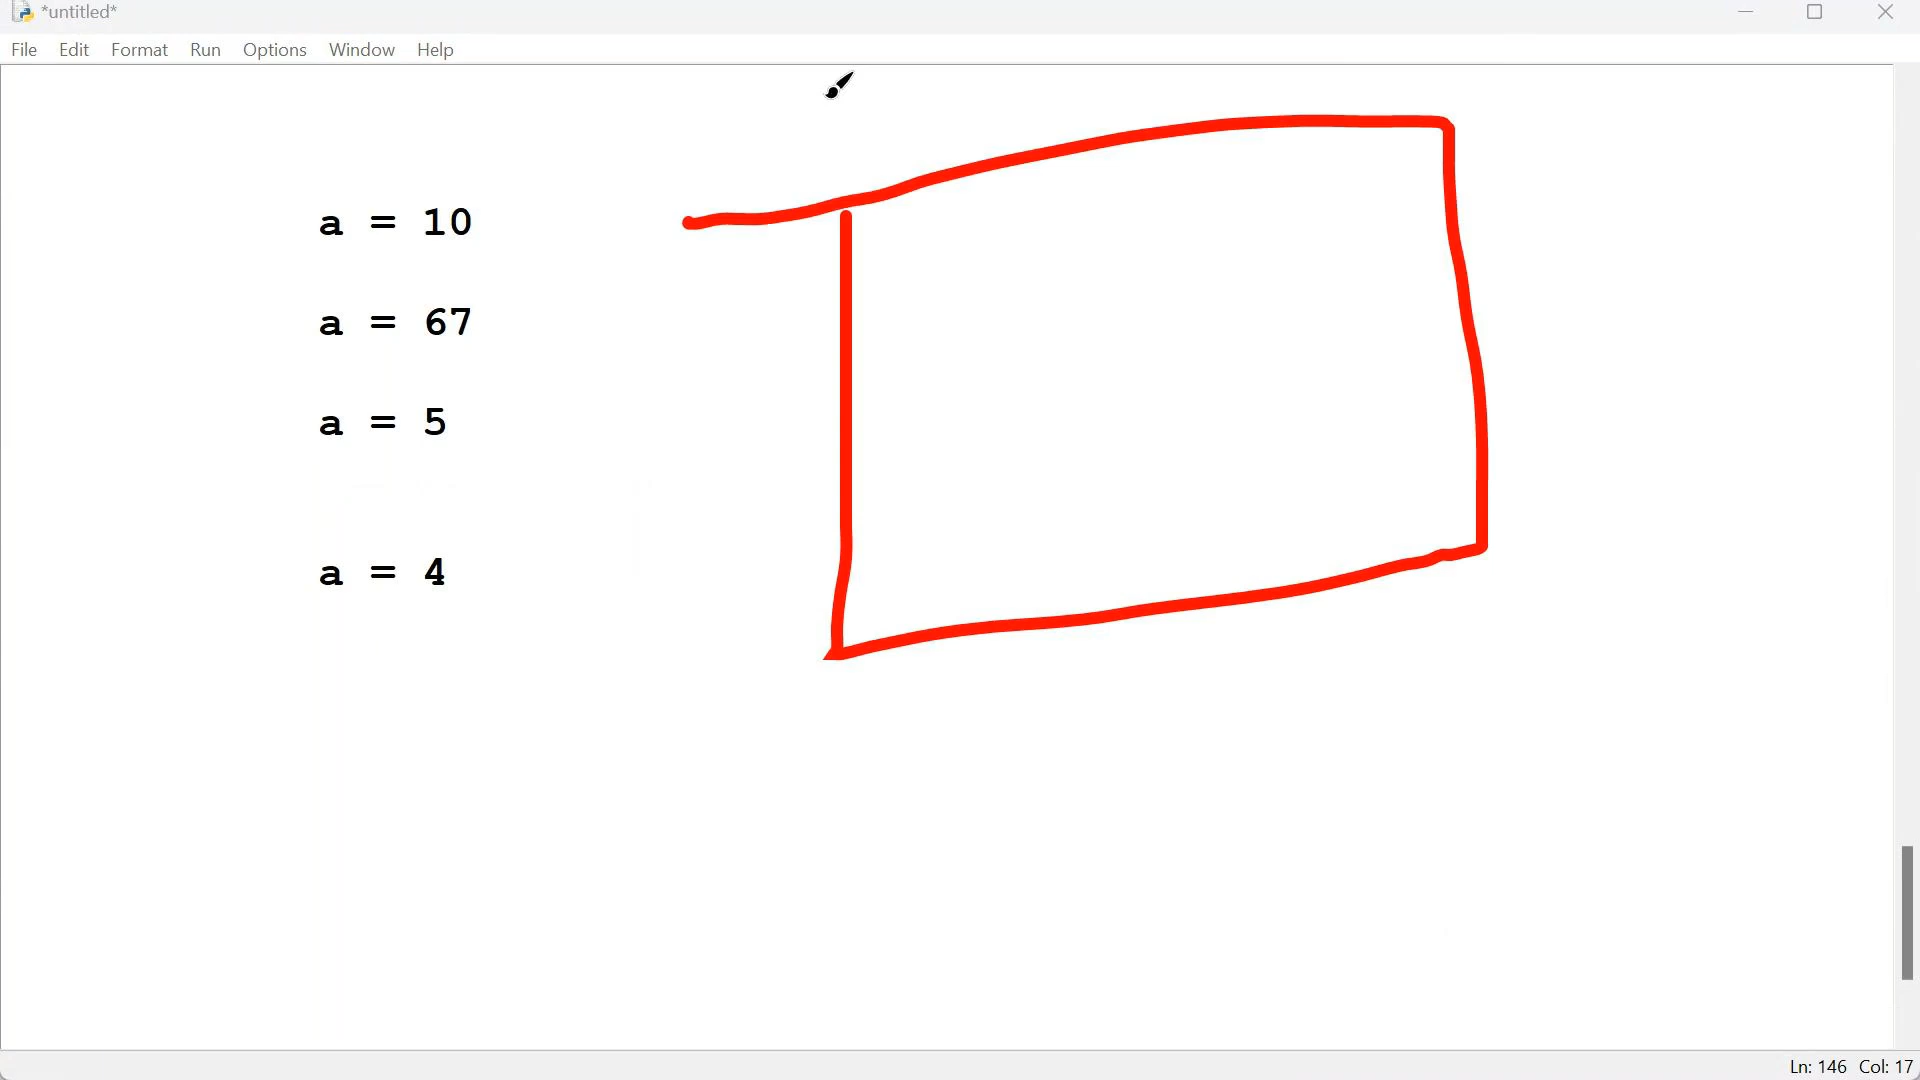 *untitled*
File Edit Format Run Options Window Help
a = 10
a = 67
a = 5
a = 4
Ln: 146 Col: 17